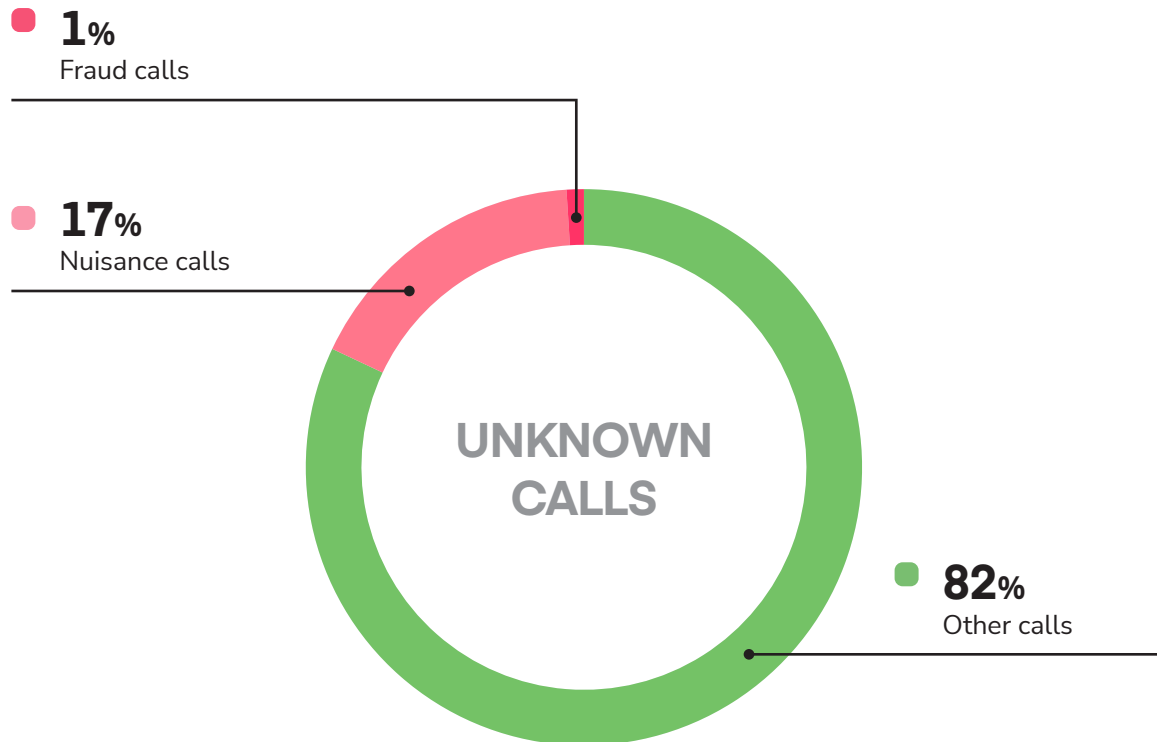 1%
Fraud calls
17%
Nuisance calls
UNKNOWN
CALLS
82%
Other calls